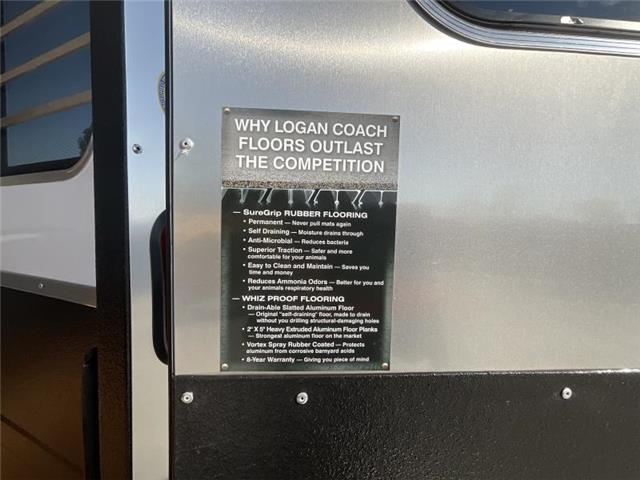 WHY LOGAN COACH
FLOORS OUTLAST
THE COMPETITION
— SureGrip RUBBER FLOORING
• Permanent — Never pull mats again
• Self Draining — Moisture drains through
• Anti-Microbial — Reduces bacteria
• Superior Traction — Safer and more
comfortable for your animals
• Easy to Clean and Maintain — Saves you
time and money
• Reduces Ammonia Odors — Better for you and
your animals respiratory health
— WHIZ PROOF FLOORING
• Drain-Able Slatted Aluminum Floor
— Original "self-draining" floor, made to drain
without you drilling structural-damaging holes
• 2" X 5" Heavy Extruded Aluminum Floor Planks
— Strongest aluminum floor on the market
• Vortex Spray Rubber Coated — Protects
aluminum from corrosive barnyard acids
• 8-Year Warranty — Giving you piece of mind